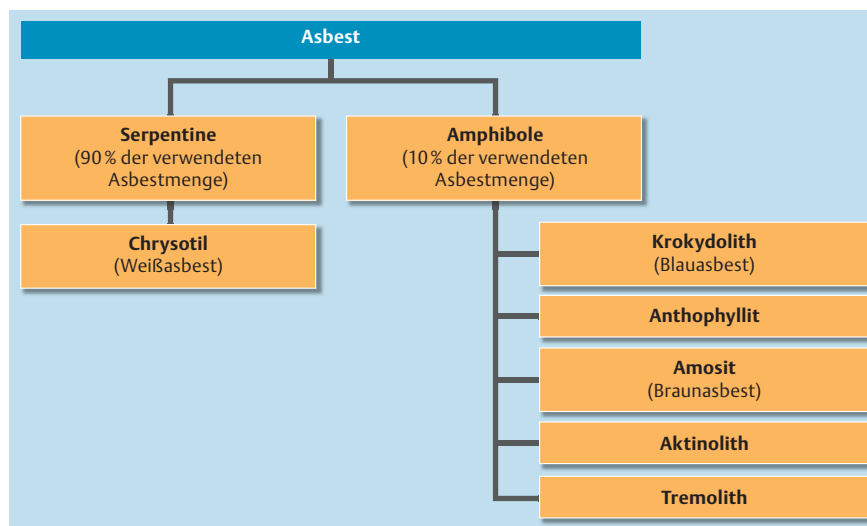 Asbest
Serpentine
(90 % der verwendeten
Asbestmenge)
Amphibole
(10 % der verwendeten
Asbestmenge)
Chrysotil
(Weißasbest)
Krokydolith
(Blauasbest)
Anthophyllit
Amosit
(Braunasbest)
Aktinolith
Tremolith